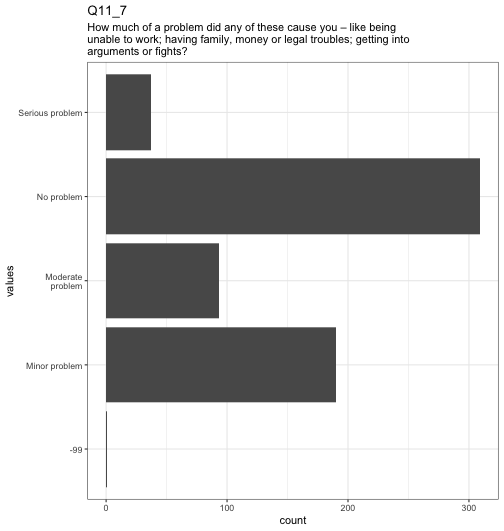 Q11_7
How much of a problem did any of these cause you – like being
unable to work; having family, money or legal troubles; getting into
arguments or fights?
Serious problem
No problem
Moderate
problem
Minor problem
-99
values
0
100
200
300
count